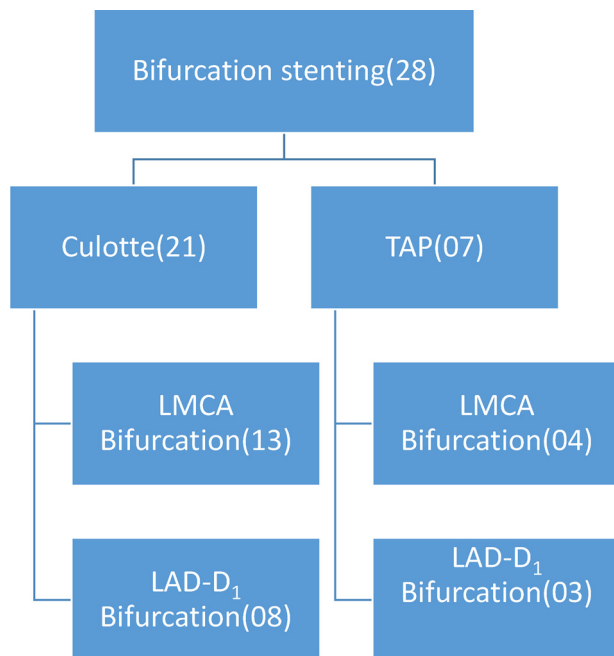 Bifurcation stenting(28)
Culotte(21)
TAP(07)
LMCA
Bifurcation(13)
LMCA
Bifurcation(04)
LAD-D₁
Bifurcation(08)
LAD-D₁
Bifurcation(03)